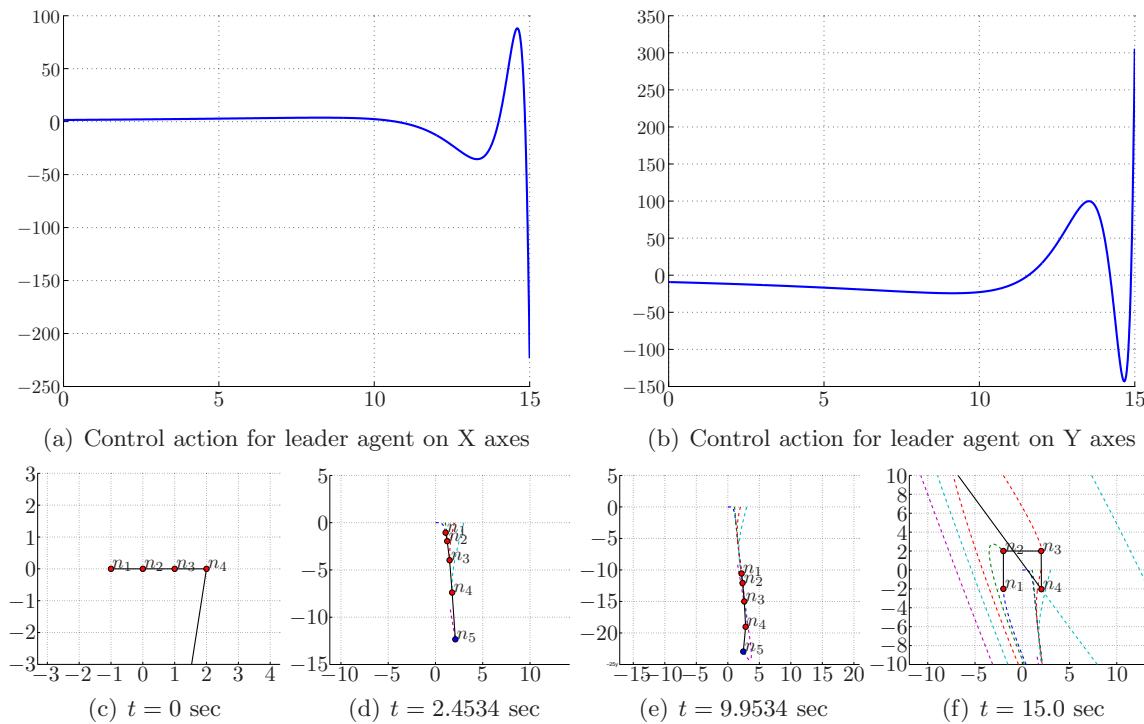 100
50
0
−50
−100
−150
−200
−250
0 5 10 15
350
300
250
200
150
100
50
0
−50
−100
−150
0 5 10 15
(a) Control action for leader agent on X axes
(b) Control action for leader agent on Y axes
3
2
1
0
−1
−2
−3
−3 −2 −1 0 1 2 3 4
n1 n2 n3 n4
(c) t = 0 sec
5
0
−5
−10
−15
−10 −5 0 5 10
n1
n2
n3
n4
n5
(d) t = 2.4534 sec
5
0
−5
−10
−15
−20
−15 −10 −5 0 5 10 15 20
n1
n2
n3
n4
n5
(e) t = 9.9534 sec
10
8
6
4
2
0
−2
−4
−6
−8
−10
−10 −5 0 5 10
n2 n3
n1 n4
(f) t = 15.0 sec